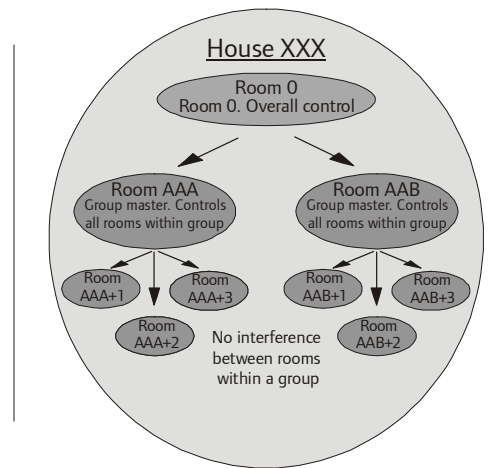 House XXX
Room 0
Room 0. Overall control
Room AAA
Group master. Controls
all rooms within group
Room AAB
Group master. Controls
all rooms within group
Room
AAA+1
Room
AAA+2
Room
AAA+3
Room
AAB+1
Room
AAB+2
Room
AAB+3
No interference
between rooms
within a group